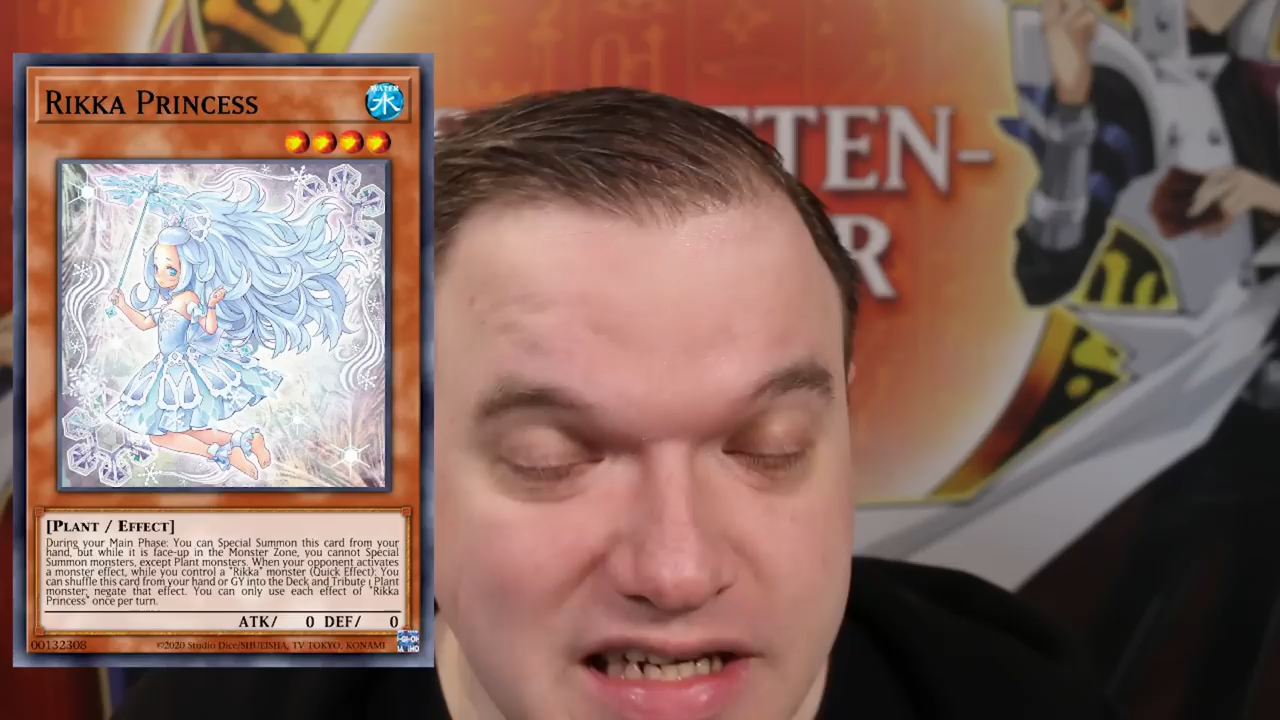 RIKKA PRINCESS
WATER
水
[PLANT / EFFECT]
During your Main Phase: You can Special Summon this card from your
hand, but while it is face-up in the Monster Zone, you cannot Special
Summon monsters, except Plant monsters. When your opponent activates
a monster effect, while you control a "Rikka" monster (Quick Effect): You
can shuffle this card from your hand or GY into the Deck and Tribute 1 Plant
monster; negate that effect. You can only use each effect of "Rikka
Princess" once per turn.
ATK/ 0 DEF/ 0
00132308
©2020 Studio Dice/SHUEISHA, TV TOKYO, KONAMI
TEN-
R